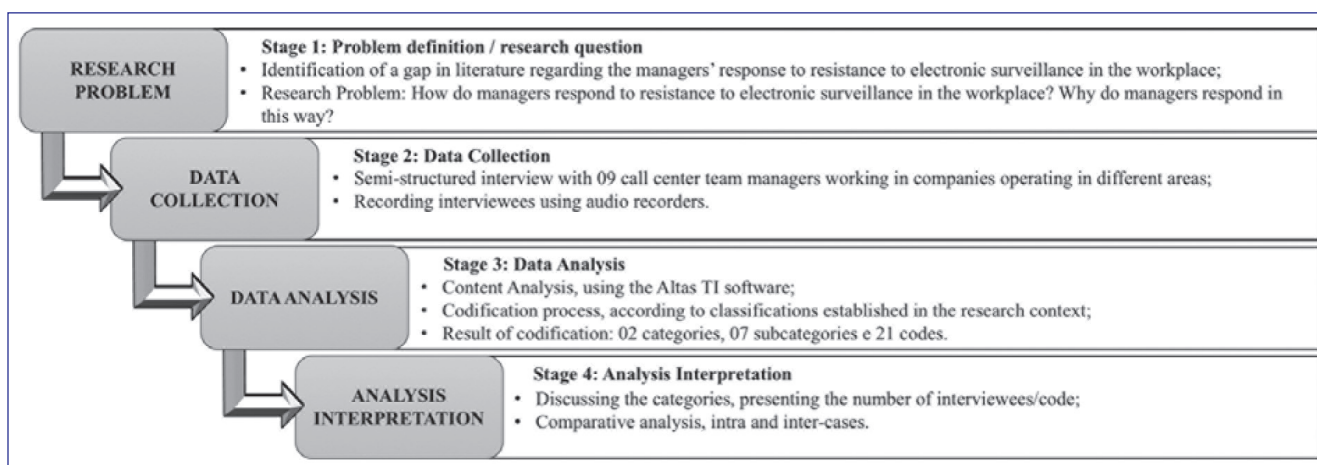 RESEARCH
PROBLEM
Stage 1: Problem definition / research question
• Identification of a gap in literature regarding the managers' response to resistance to electronic surveillance in the workplace;
• Research Problem: How do managers respond to resistance to electronic surveillance in the workplace? Why do managers respond in
this way?
DATA
COLLECTION
Stage 2: Data Collection
• Semi-structured interview with 09 call center team managers working in companies operating in different areas;
• Recording interviewees using audio recorders.
DATA ANALYSIS
Stage 3: Data Analysis
• Content Analysis, using the Altas TI software;
• Codification process, according to classifications established in the research context;
• Result of codification: 02 categories, 07 subcategories e 21 codes.
ANALYSIS
INTERPRETATION
Stage 4: Analysis Interpretation
• Discussing the categories, presenting the number of interviewees/code;
• Comparative analysis, intra and inter-cases.